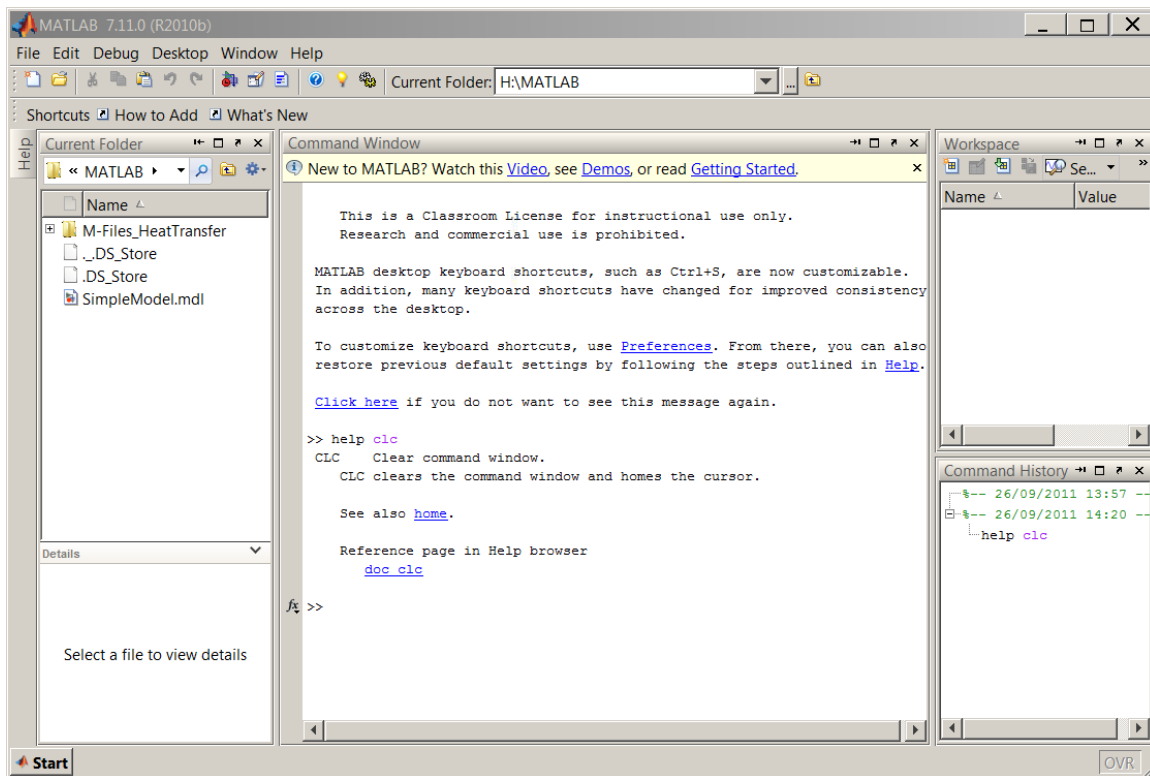 MATLAB 7.11.0 (R2010b)
File Edit Debug Desktop Window Help
Current Folder: H:\MATLAB
...
Shortcuts How to Add What's New
Help
Current Folder
« MATLAB
Name
M-Files_HeatTransfer
._.DS_Store
.DS_Store
SimpleModel.mdl
Details
Select a file to view details
Command Window
New to MATLAB? Watch this Video, see Demos, or read Getting Started.
This is a Classroom License for instructional use only.
Research and commercial use is prohibited.
MATLAB desktop keyboard shortcuts, such as Ctrl+S, are now customizable.
In addition, many keyboard shortcuts have changed for improved consistency
across the desktop.
To customize keyboard shortcuts, use Preferences. From there, you can also
restore previous default settings by following the steps outlined in Help.
Click here if you do not want to see this message again.
>> help clc
CLC Clear command window.
CLC clears the command window and homes the cursor.
See also home.
Reference page in Help browser
doc clc
fx >>
Workspace
Se... »
Name Value
Command History
%-- 26/09/2011 13:57 --
%-- 26/09/2011 14:20 --
help clc
Start
OVR